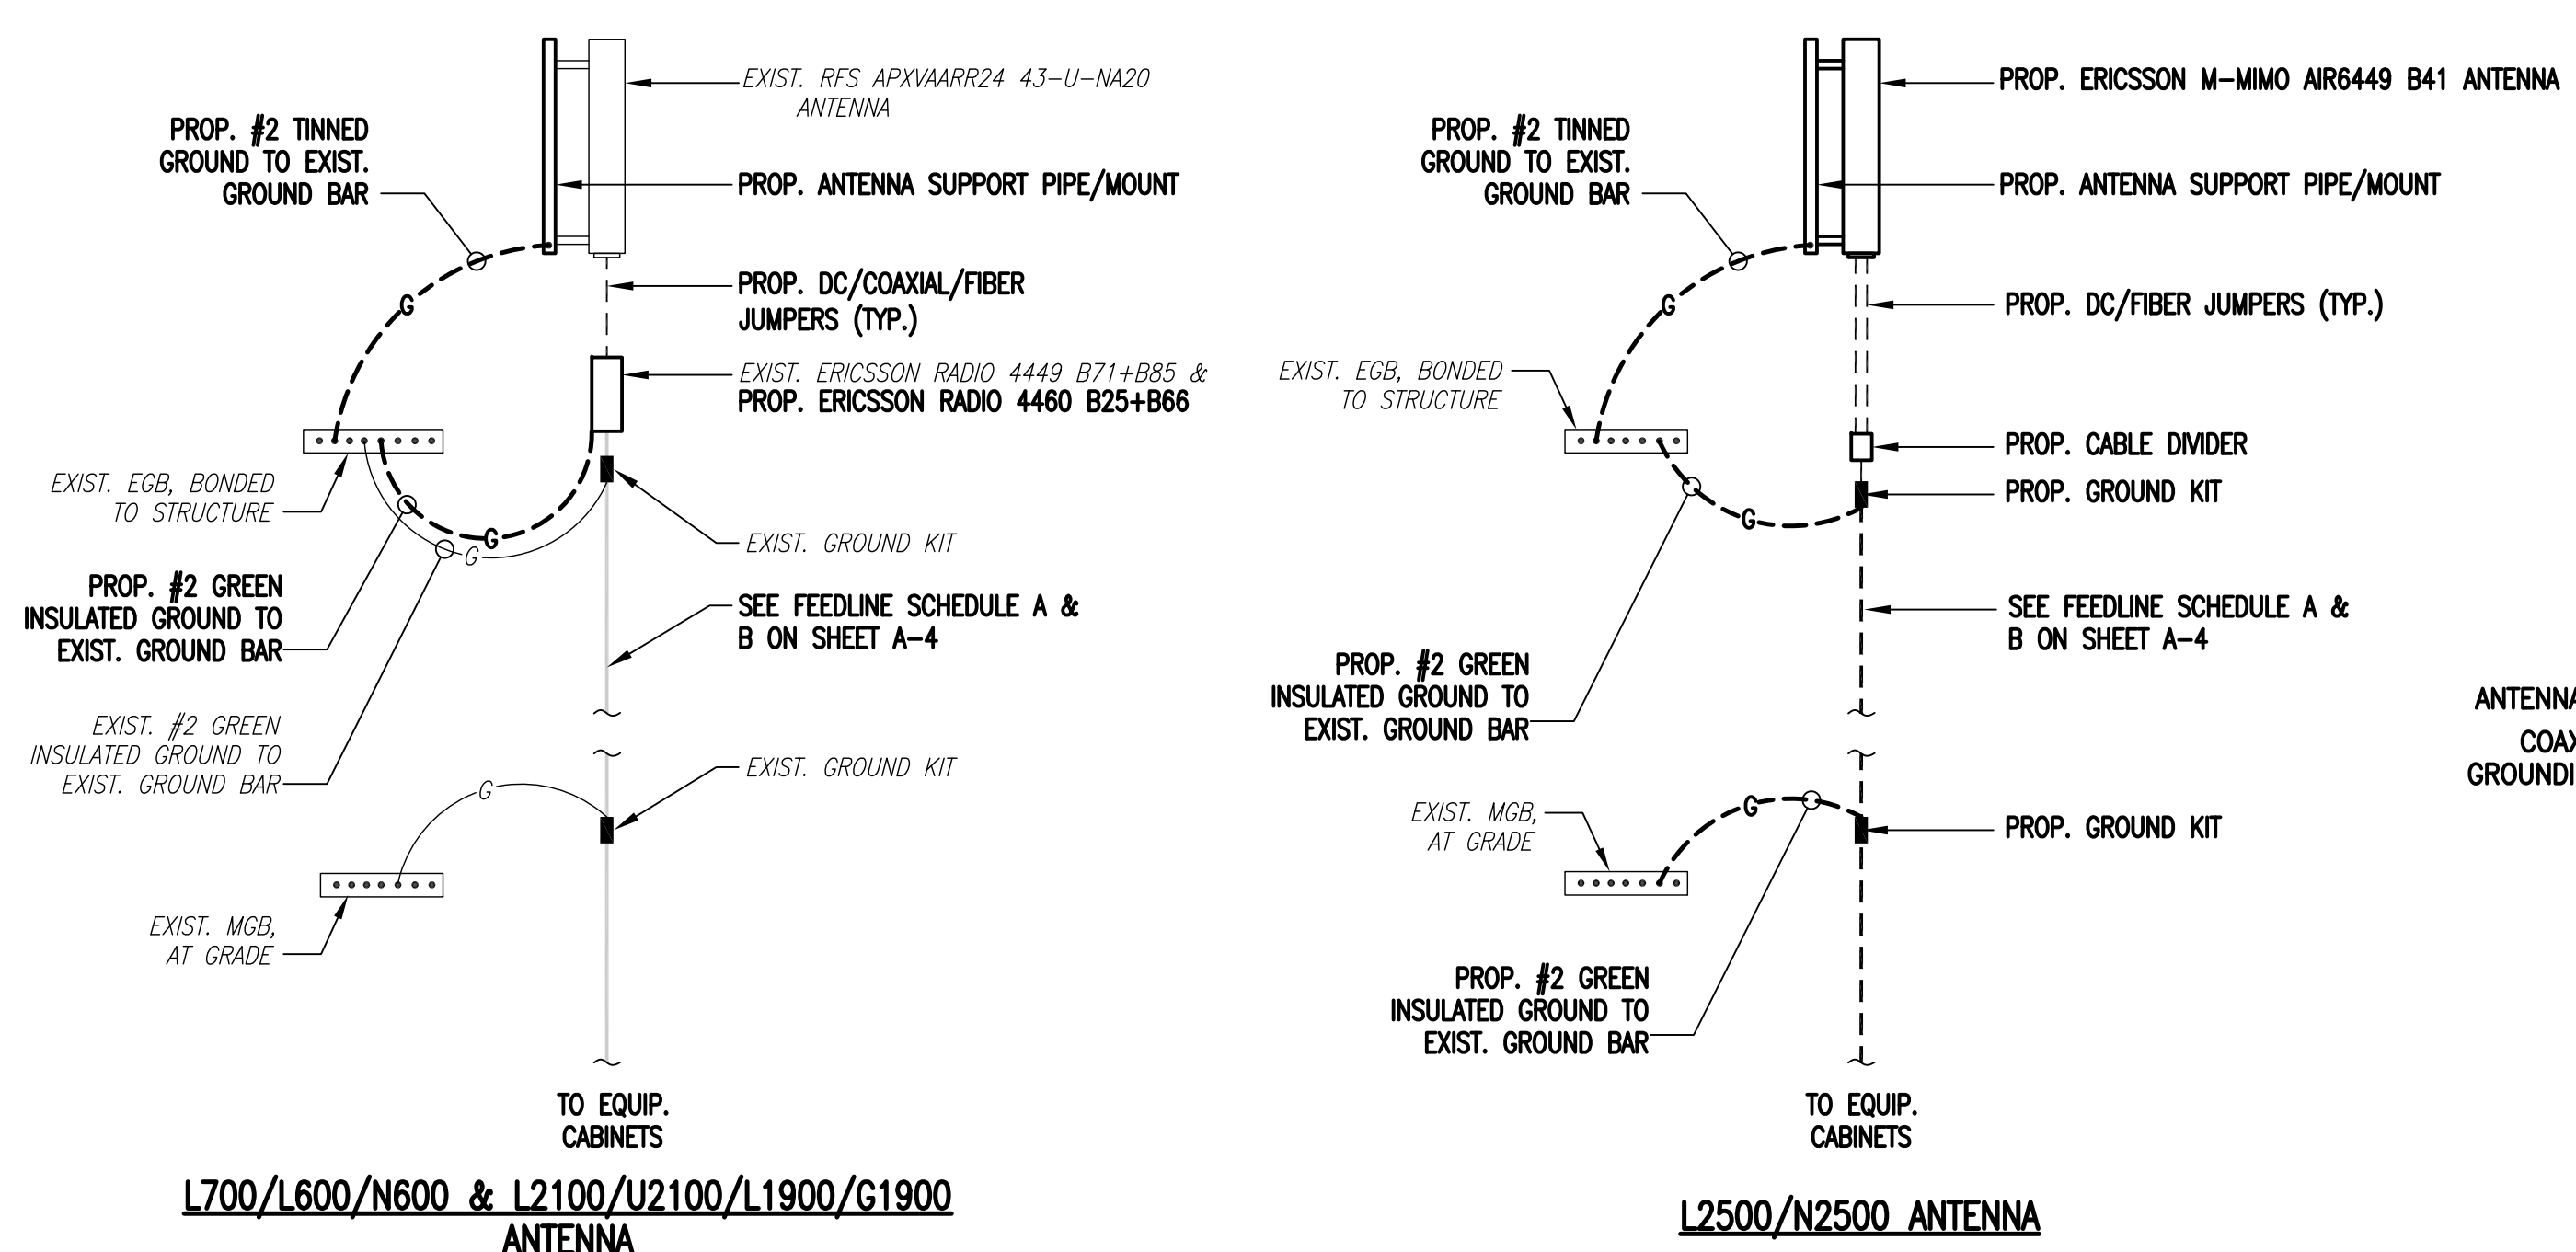 EXIST. RFS APXVAARR24 43-U-NA20
ANTENNA
PROP. #2 TINNED
GROUND TO EXIST.
GROUND BAR
PROP. ANTENNA SUPPORT PIPE/MOUNT
PROP. DC/COAXIAL/FIBER
JUMPERS (TYP.)
G
EXIST. ERICSSON RADIO 4449 B71+B85 &
PROP. ERICSSON RADIO 4460 B25+B66
EXIST. EGB, BONDED
TO STRUCTURE
G
G
EXIST. GROUND KIT
PROP. #2 GREEN
INSULATED GROUND TO
EXIST. GROUND BAR
SEE FEEDLINE SCHEDULE A &
B ON SHEET A-4
EXIST. #2 GREEN
INSULATED GROUND TO
EXIST. GROUND BAR
EXIST. GROUND KIT
G
EXIST. MGB,
AT GRADE
TO EQUIP.
CABINETS
L700/L600/N600 & L2100/U2100/L1900/G1900
ANTENNA
PROP. ERICSSON M-MIMO AIR6449 B41 ANTENNA
PROP. #2 TINNED
GROUND TO EXIST.
GROUND BAR
PROP. ANTENNA SUPPORT PIPE/MOUNT
G
PROP. DC/FIBER JUMPERS (TYP.)
EXIST. EGB, BONDED
TO STRUCTURE
PROP. CABLE DIVIDER
PROP. GROUND KIT
G
SEE FEEDLINE SCHEDULE A &
B ON SHEET A-4
PROP. #2 GREEN
INSULATED GROUND TO
EXIST. GROUND BAR
G
EXIST. MGB,
AT GRADE
PROP. GROUND KIT
PROP. #2 GREEN
INSULATED GROUND TO
EXIST. GROUND BAR
TO EQUIP.
CABINETS
L2500/N2500 ANTENNA
ANTENNA
COAX
GROUNDI